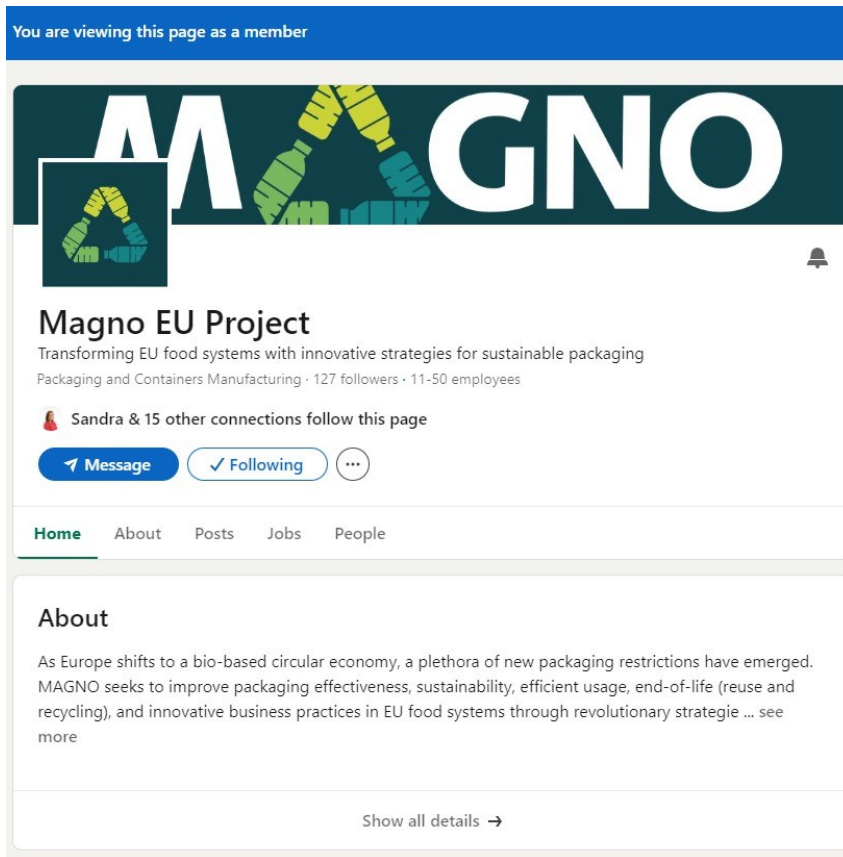 You are viewing this page as a member
MAGNO
Magno EU Project
Transforming EU food systems with innovative strategies for sustainable packaging
Packaging and Containers Manufacturing · 127 followers · 11-50 employees
Sandra & 15 other connections follow this page
Message
Following
Home
About
Posts
Jobs
People
About
As Europe shifts to a bio-based circular economy, a plethora of new packaging restrictions have emerged.
MAGNO seeks to improve packaging effectiveness, sustainability, efficient usage, end-of-life (reuse and
recycling), and innovative business practices in EU food systems through revolutionary strategie ... see
more
Show all details →